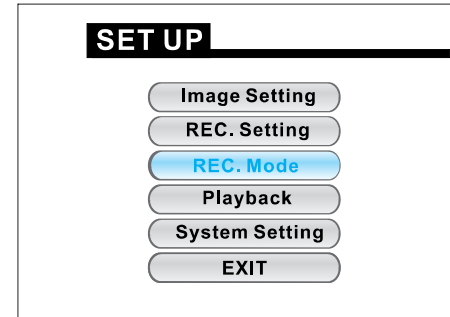 SET UP
Image Setting
REC. Setting
REC. Mode
Playback
System Setting
EXIT